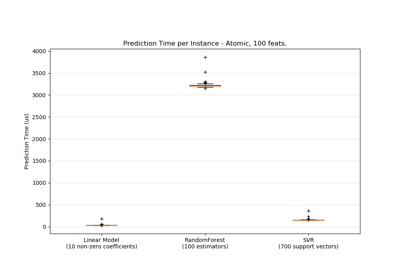 Prediction Time per Instance - Atomic, 100 feats.
4000
3500
3000
2500
2000
1500
1000
500
0
Prediction Time (us)
Linear Model
(10 non-zero coefficients)
RandomForest
(100 estimators)
SVR
(700 support vectors)